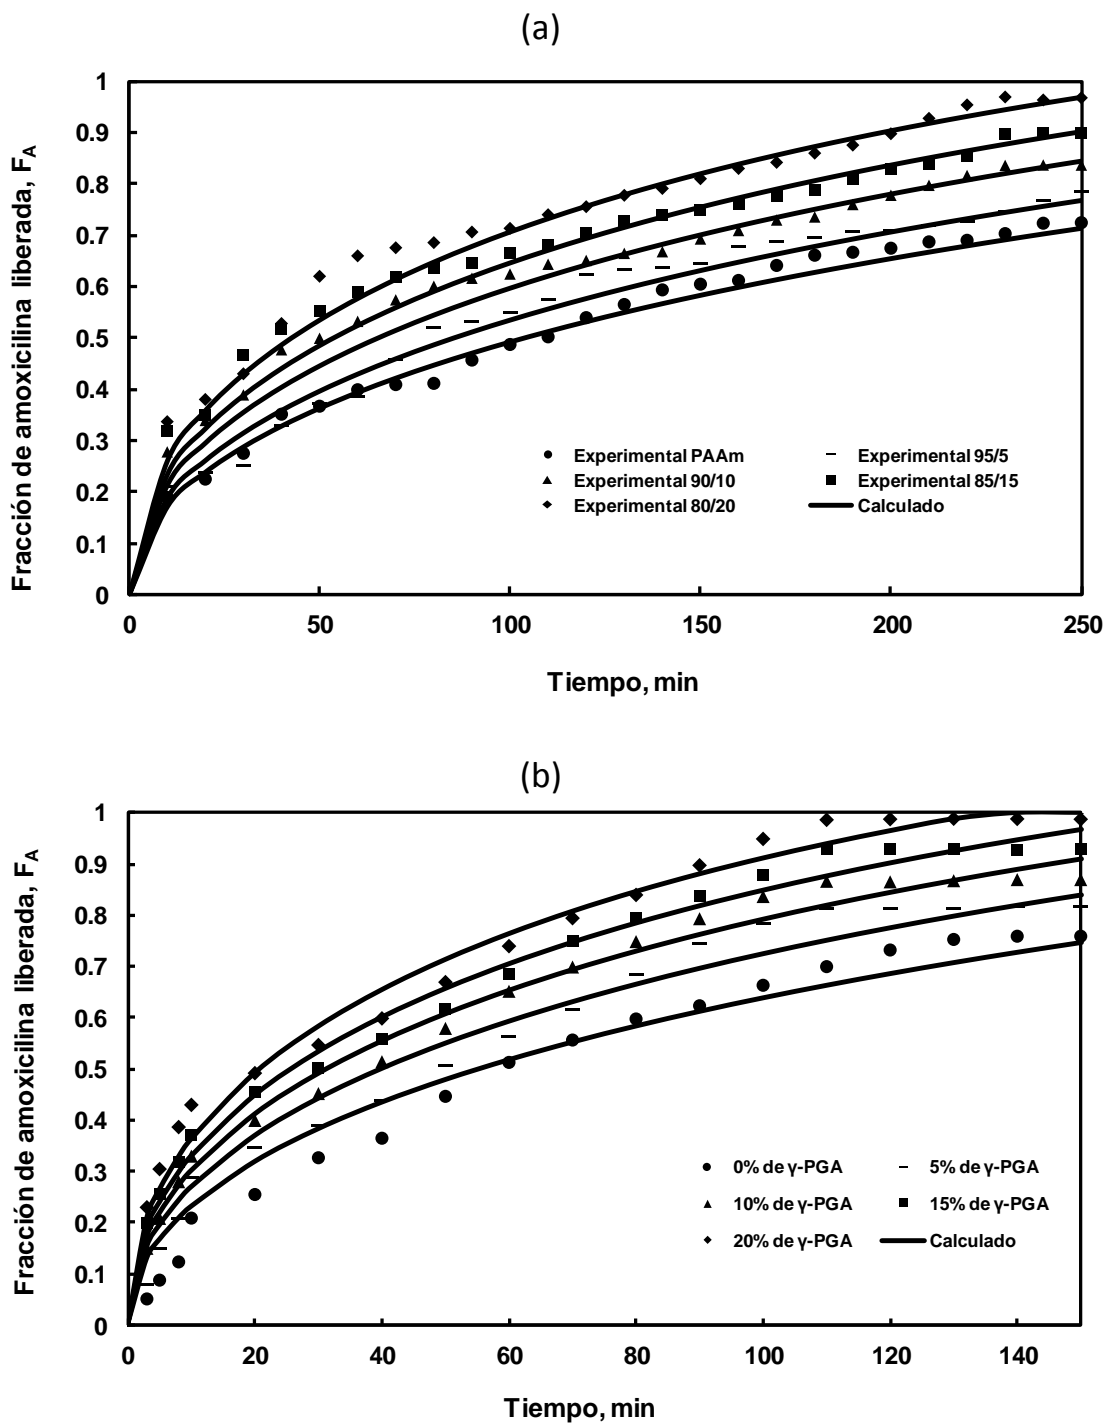 (a)
Fracción de amoxicilina liberada, FA
1
0.9
0.8
0.7
0.6
0.5
0.4
0.3
0.2
0.1
0
Experimental PAAm
Experimental 95/5
Experimental 90/10
Experimental 85/15
Experimental 80/20
Calculado
0 50 100 150 200 250
Tiempo, min
(b)
Fracción de amoxicilina liberada, FA
1
0.9
0.8
0.7
0.6
0.5
0.4
0.3
0.2
0.1
0
0% de γ-PGA
5% de γ-PGA
10% de γ-PGA
15% de γ-PGA
20% de γ-PGA
Calculado
0 20 40 60 80 100 120 140
Tiempo, min